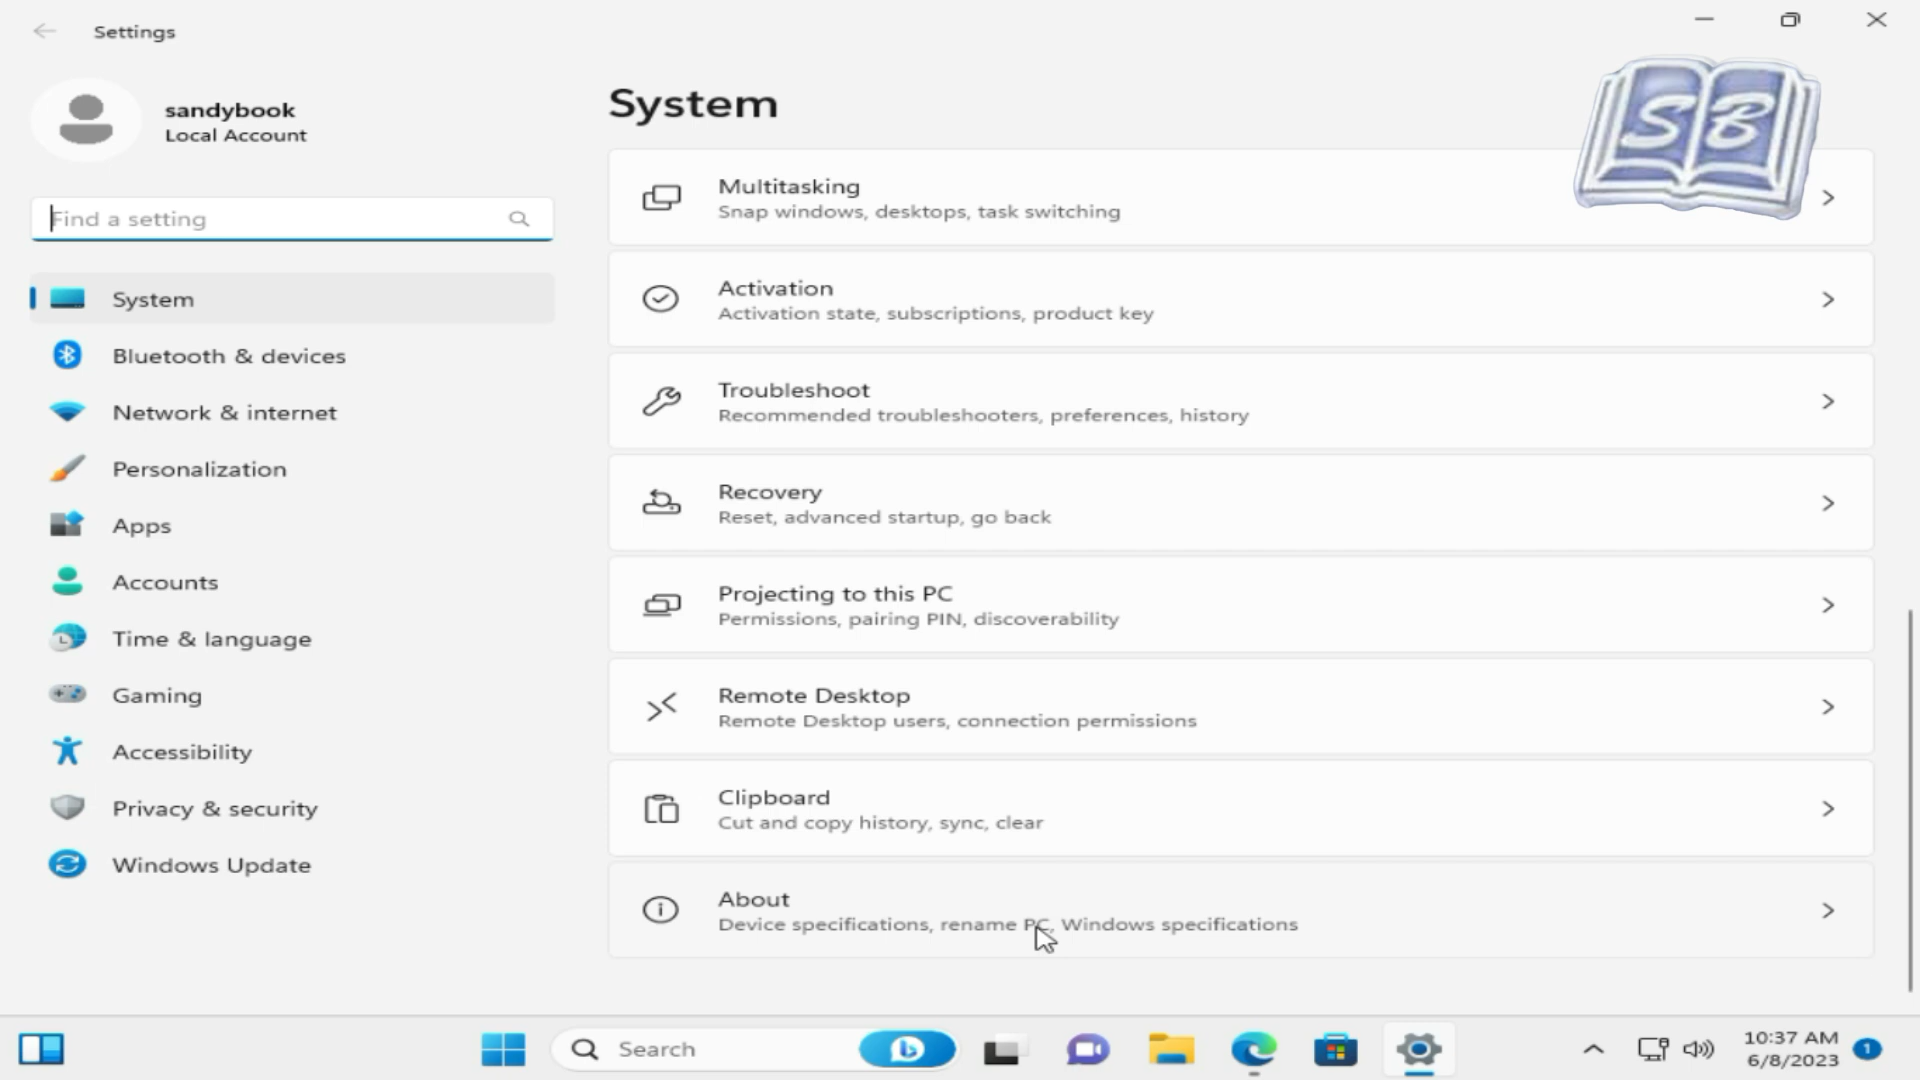 Settings
sandybook
Local Account
Find a setting
System
Bluetooth & devices
Network & internet
Personalization
Apps
Accounts
Time & language
Gaming
Accessibility
Privacy & security
Windows Update
System
SB
Multitasking
Snap windows, desktops, task switching
Activation
Activation state, subscriptions, product key
Troubleshoot
Recommended troubleshooters, preferences, history
Recovery
Reset, advanced startup, go back
Projecting to this PC
Permissions, pairing PIN, discoverability
Remote Desktop
Remote Desktop users, connection permissions
Clipboard
Cut and copy history, sync, clear
About
Device specifications, rename PC, Windows specifications
Search
10:37 AM
6/8/2023
1